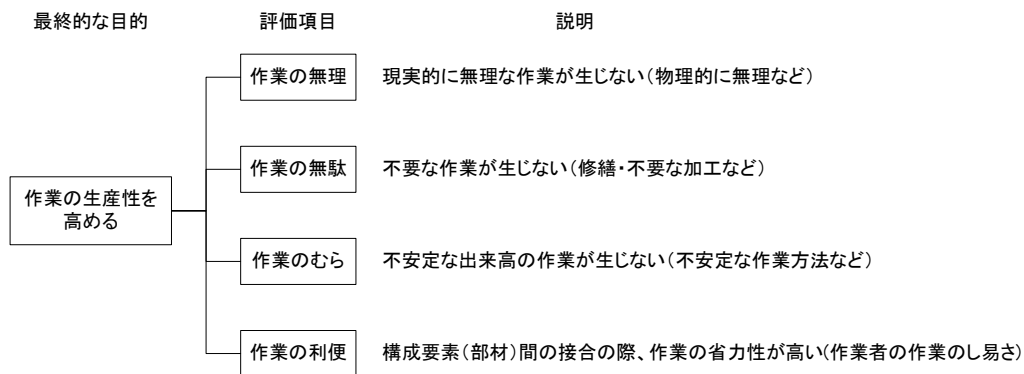 最終的な目的 評価項目 説明
作業の無理 現実的に無理な作業が生じない（物理的に無理など）
作業の無駄 不要な作業が生じない（修繕・不要な加工など）
作業の生産性を
高める
作業のむら 不安定な出来高の作業が生じない（不安定な作業方法など）
作業の利便 構成要素（部材）間の接合の際、作業の省力性が高い（作業者の作業のし易さ）